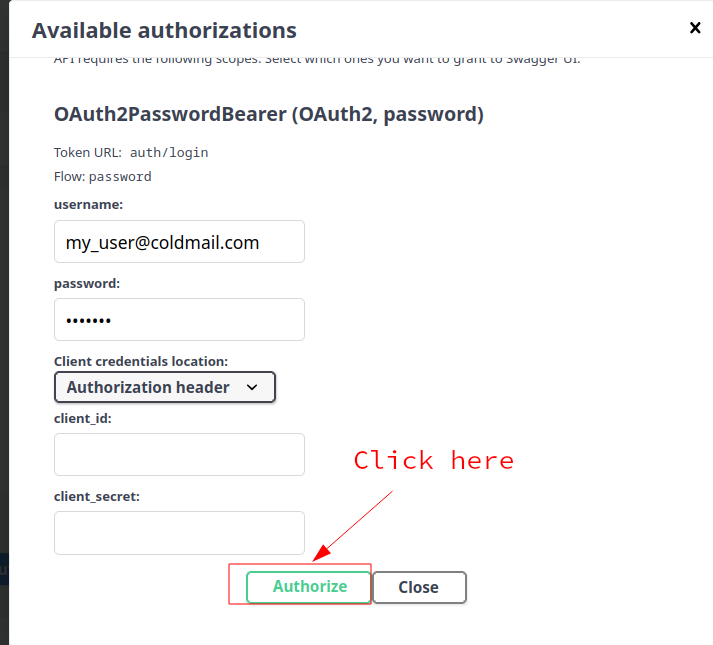 Available authorizations
API requires the following scopes. Select which ones you want to grant to Swagger UI.
OAuth2PasswordBearer (OAuth2, password)
Token URL: auth/login
Flow: password
username:
my_user@coldmail.com
password:
•••••••
Client credentials location:
Authorization header
client_id:
Click here
client_secret:
Authorize
Close